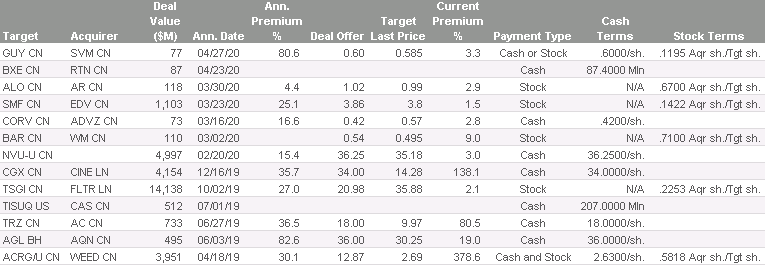 Deal Ann. Target Current
Value Premium Last Price Premium Cash
Target Acquirer ($M) Ann. Date % Deal Offer % Payment Type Terms Stock Terms
GUY CN SVM CN 77 04/27/20 80.6 0.60 0.585 3.3 Cash or Stock .6000/sh. .1195 Aqr sh./Tgt sh.
BXE CN RTN CN 87 04/23/20 Cash 87.4000 Mln
ALO CN AR CN 118 03/30/20 4.4 1.02 0.99 2.9 Stock N/A .6700 Aqr sh./Tgt sh.
SMF CN EDV CN 1,103 03/23/20 25.1 3.86 3.8 1.5 Stock N/A .1422 Aqr sh./Tgt sh.
CORV CN ADVZ CN 73 03/16/20 16.6 0.42 0.57 2.8 Cash .4200/sh.
BAR CN WM CN 110 03/02/20 0.54 0.495 9.0 Stock .7100 Aqr sh./Tgt sh.
NVU-U CN 4,997 02/20/20 15.4 36.25 35.18 3.0 Cash 36.2500/sh.
CGX CN CINE LN 4,154 12/16/19 35.7 34.00 14.28 138.1 Cash 34.0000/sh.
TSGI CN FLTR LN 14,138 10/02/19 27.0 20.98 35.88 2.1 Stock N/A .2253 Aqr sh./Tgt sh.
TISUQ US CAS CN 512 07/01/19 Cash 207.0000 Mln
TRZ CN AC CN 733 06/27/19 36.5 18.00 9.97 80.5 Cash 18.0000/sh.
AGL BH AQN CN 495 06/03/19 82.6 36.00 30.25 19.0 Cash 36.0000/sh.
ACRG/U CN WEED CN 3,951 04/18/19 30.1 12.87 2.69 378.6 Cash and Stock 2.6300/sh. .5818 Aqr sh./Tgt sh.